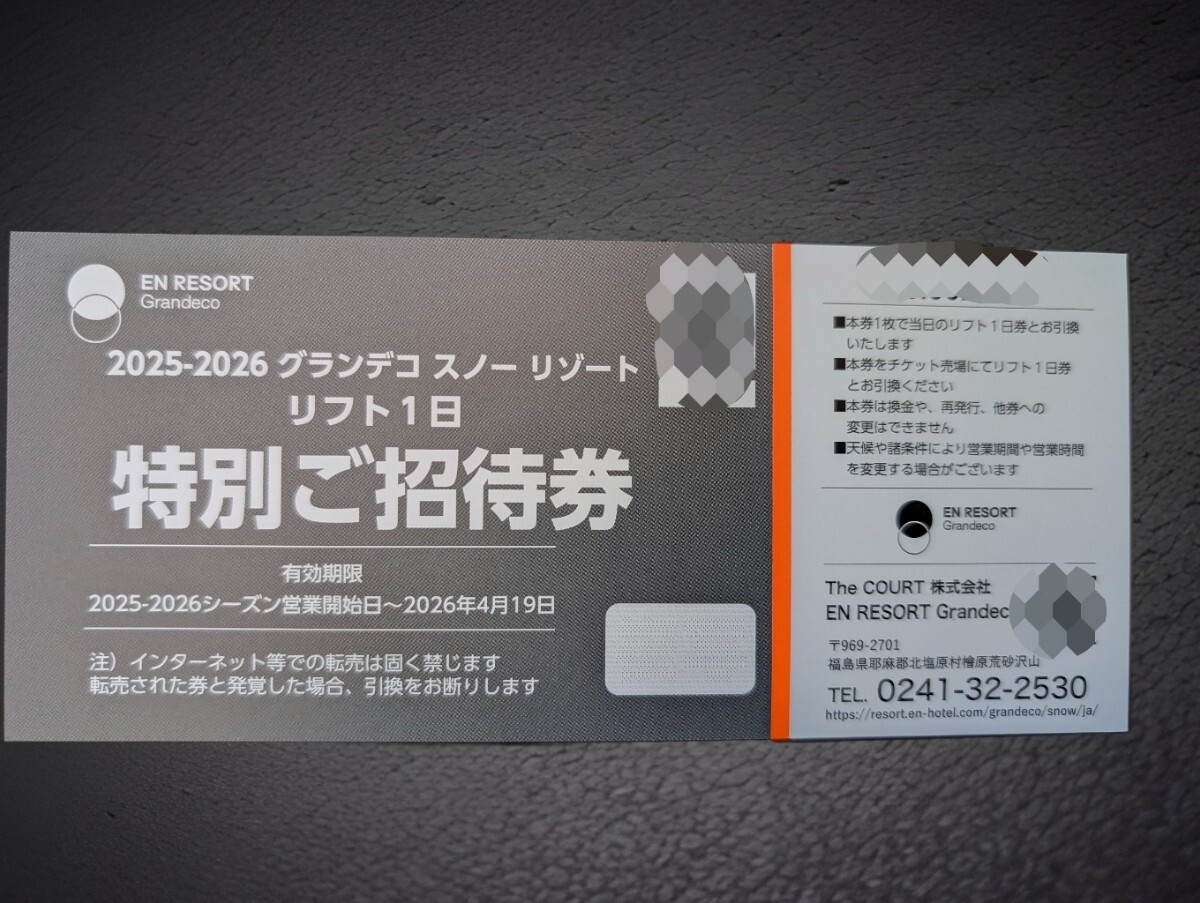 EN RESORT
Grandeco
2025-2026 グランデコ スノー リゾート
リフト1日
特別ご招待券
有効期限
2025-2026シーズン営業開始日～2026年4月19日
注）インターネット等での転売は固く禁じます
転売された券と発覚した場合、引換をお断りします
■本券1枚で当日のリフト1日券とお引換
いたします
■本券をチケット売場にてリフト1日券
とお引換ください
■本券は換金や、再発行、他券への
変更はできません
■天候や諸条件により営業期間や営業時間
を変更する場合がございます
EN RESORT
Grandeco
The COURT 株式会社
EN RESORT Grandec
〒969-2701
福島県耶麻郡北塩原村檜原荒砂沢山
TEL. 0241-32-2530
https://resort.en-hotel.com/grandeco/snow/ja/